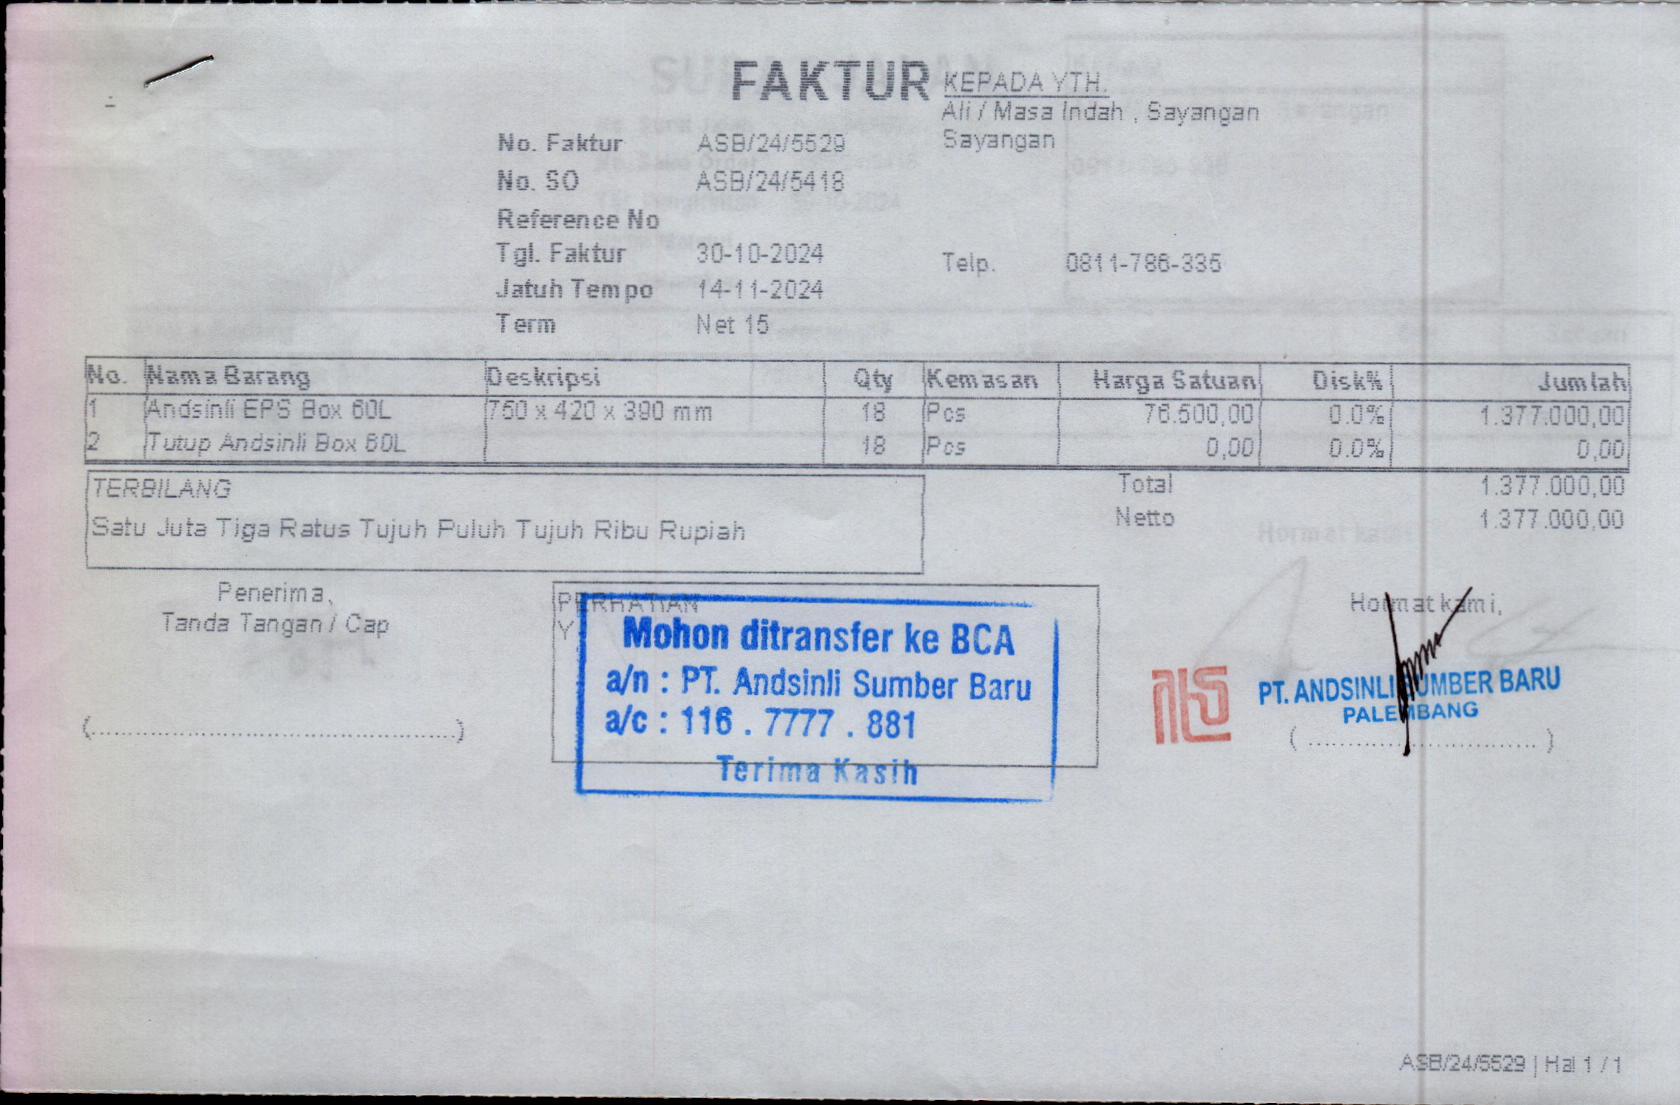 FAKTUR
KEPADA YTH.
Ali / Masa Indah , Sayangan
Sayangan
No. Faktur ASB/24/5529
No. SO ASB/24/5418
Reference No
Tgl. Faktur 30-10-2024
Telp. 0811-786-335
Jatuh Tempo 14-11-2024
Term Net 15
No. Nama Barang Deskripsi Qty Kemasan Harga Satuan Disk% Jumlah
1 Andsinli EPS Box 60L 750 x 420 x 390 mm 18 Pcs 76.500,00 0.0% 1.377.000,00
2 Tutup Andsinli Box 60L 18 Pcs 0,00 0.0% 0,00
TERBILANG
Satu Juta Tiga Ratus Tujuh Puluh Tujuh Ribu Rupiah
Total 1.377.000,00
Netto 1.377.000,00
Penerima,
Tanda Tangan / Cap
PERHATIAN
Mohon ditransfer ke BCA
a/n : PT. Andsinli Sumber Baru
a/c : 116 . 7777 . 881
Terima Kasih
Hormat kami,
PT. ANDSINLI SUMBER BARU
PALEMBANG
ASB/24/5529 | Hal 1 / 1